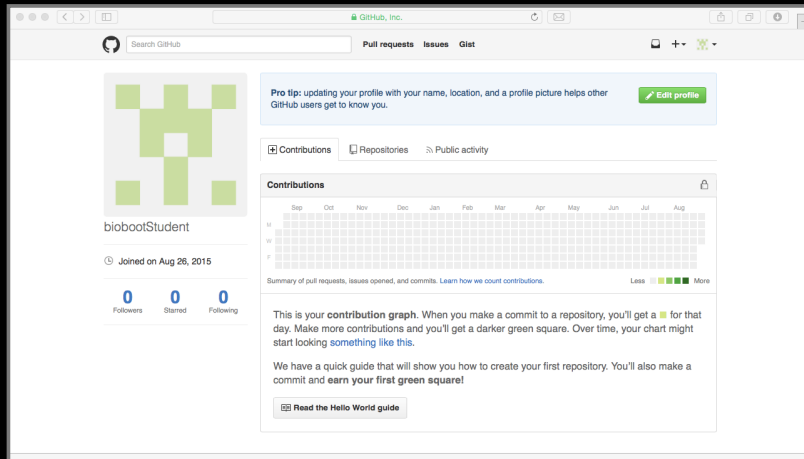 GitHub, Inc.
Search GitHub
Pull requests Issues Gist
Pro tip: updating your profile with your name, location, and a profile picture helps other
GitHub users get to know you.
Edit profile
Contributions Repositories Public activity
Contributions
Sep Oct Nov Dec Jan Feb Mar Apr May Jun Jul Aug
M
W
F
Summary of pull requests, issues opened, and commits. Learn how we count contributions. Less More
biobootStudent
Joined on Aug 26, 2015
0 0 0
Followers Starred Following
This is your contribution graph. When you make a commit to a repository, you'll get a for that
day. Make more contributions and you'll get a darker green square. Over time, your chart might
start looking something like this.
We have a quick guide that will show you how to create your first repository. You'll also make a
commit and earn your first green square!
Read the Hello World guide